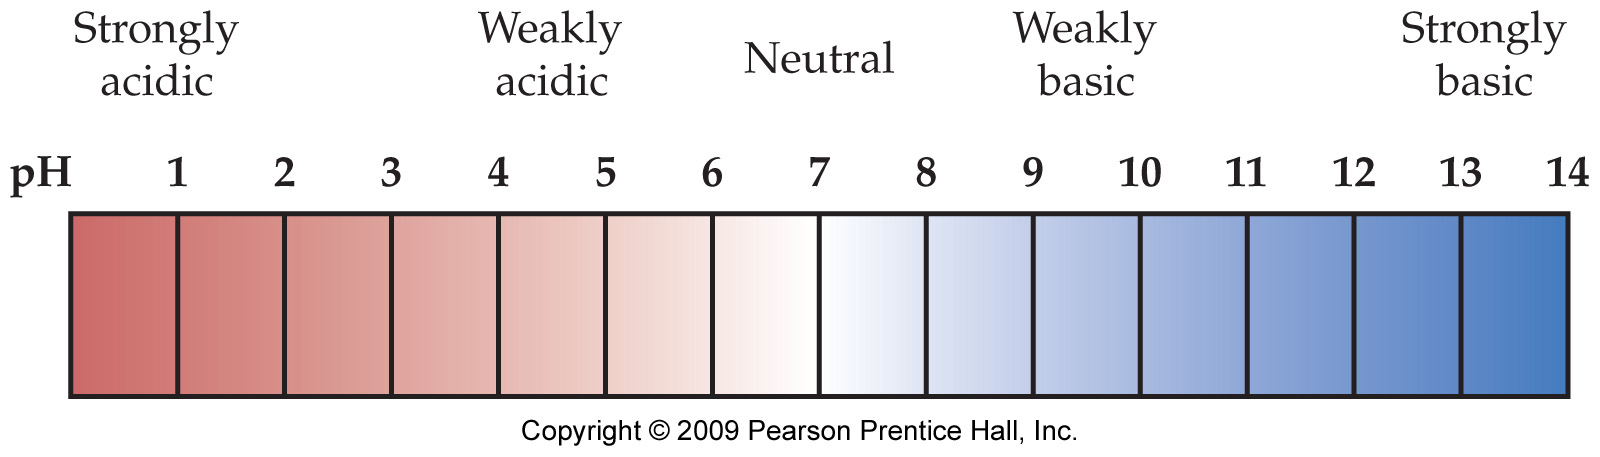 Strongly
acidic
Weakly
acidic
Neutral
Weakly
basic
Strongly
basic
pH 1 2 3 4 5 6 7 8 9 10 11 12 13 14
Copyright © 2009 Pearson Prentice Hall, Inc.